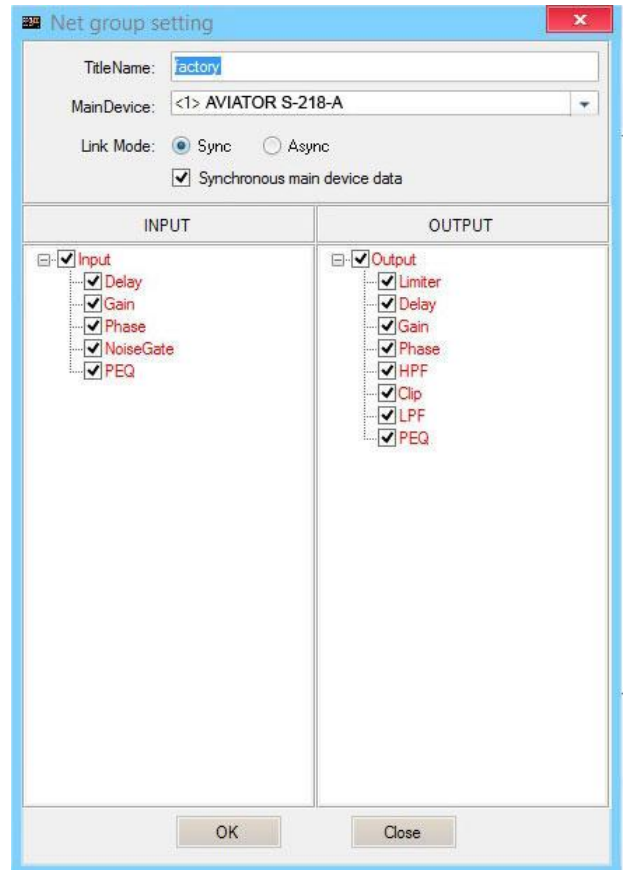 Net group setting
TitleName: factory
MainDevice: <1> AVIATOR S-218-A
Link Mode: Sync Async
Synchronous main device data
INPUT OUTPUT
Input
Delay
Gain
Phase
NoiseGate
PEQ
Output
Limiter
Delay
Gain
Phase
HPF
Clip
LPF
PEQ
OK Close